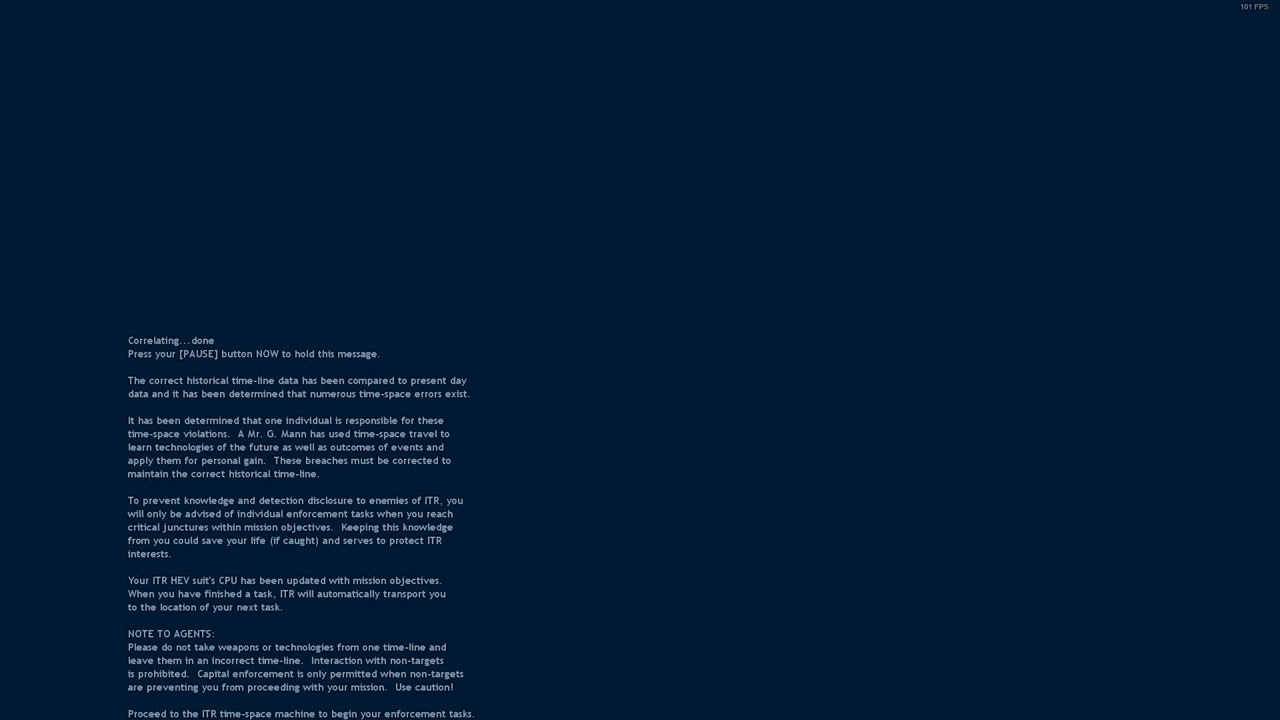 101 FPS
Correlating...done
Press your [PAUSE] button NOW to hold this message.
The correct historical time-line data has been compared to present day
data and it has been determined that numerous time-space errors exist.
It has been determined that one individual is responsible for these
time-space violations.  A Mr. G. Mann has used time-space travel to
learn technologies of the future as well as outcomes of events and
apply them for personal gain.  These breaches must be corrected to
maintain the correct historical time-line.
To prevent knowledge and detection disclosure to enemies of ITR, you
will only be advised of individual enforcement tasks when you reach
critical junctures within mission objectives.  Keeping this knowledge
from you could save your life (if caught) and serves to protect ITR
interests.
Your ITR HEV suit's CPU has been updated with mission objectives.
When you have finished a task, ITR will automatically transport you
to the location of your next task.
NOTE TO AGENTS:
Please do not take weapons or technologies from one time-line and
leave them in an incorrect time-line.  Interaction with non-targets
is prohibited.  Capital enforcement is only permitted when non-targets
are preventing you from proceeding with your mission.  Use caution!
Proceed to the ITR time-space machine to begin your enforcement tasks.